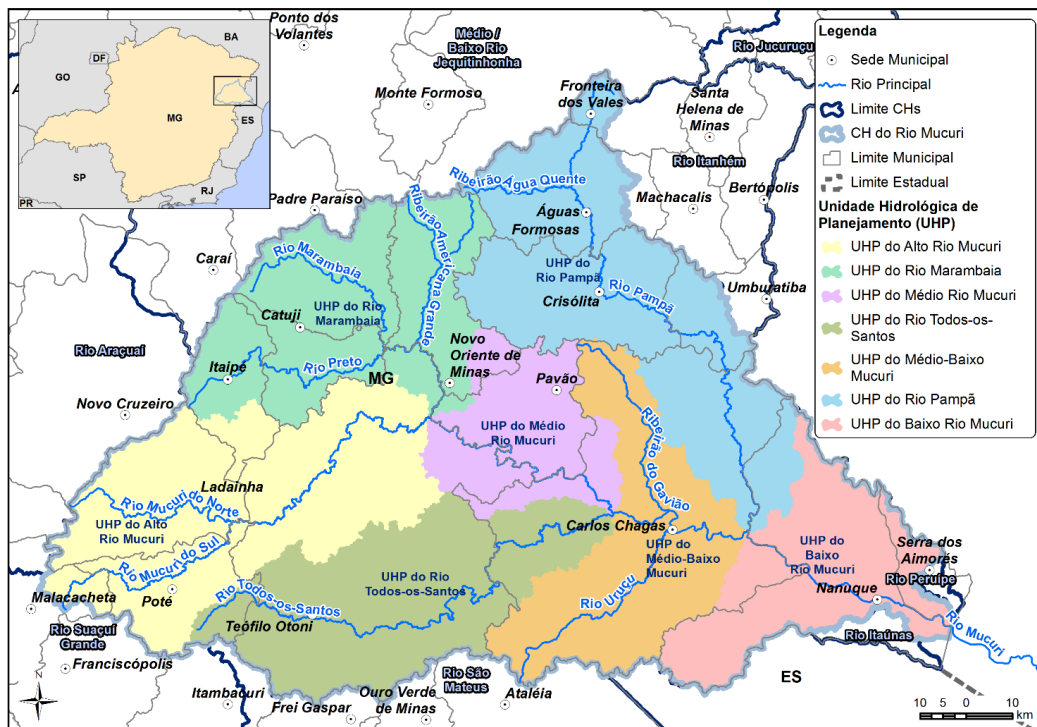 BA
DF
GO
MG
ES
SP
RJ
PR
Ponto dos
Volantes
Médio /
Baixo Rio
Jequitinhonha
Rio Jucuruçu
Monte Formoso
Fronteira
dos Vales
Santa
Helena de
Minas
Rio Itanhém
Padre Paraíso
Ribeirão Água Quente
Ribeirão Americana Grande
Machacalis
Bertópolis
Águas
Formosas
Caraí
Rio Marambaia
UHP do
Rio Pampã
Rio Pampã
Crisólita
Umburatiba
UHP do Rio
Marambaia
Catuji
Rio Araçuaí
Novo
Oriente de
Minas
Rio Preto
Itaipé
MG
Pavão
Novo Cruzeiro
UHP do Médio
Rio Mucuri
Ribeirão do Gavião
Ladainha
Rio Mucuri do Norte
UHP do Alto
Rio Mucuri
Carlos Chagas
Rio Mucuri do Sul
UHP do
Médio-Baixo
Mucuri
UHP do
Baixo
Rio Mucuri
Serra dos
Aimorés
Rio Peruípe
UHP do Rio
Todos-os-Santos
Nanuque
Malacacheta
Poté
Rio Todos-os-Santos
Rio Uruçu
Teófilo Otoni
Rio Mucuri
Rio Itaúnas
Rio Suaçuí
Grande
Franciscópolis
Rio São
Mateus
ES
Itambacuri
Frei Gaspar
Ouro Verde
de Minas
Ataléia
N
10 5 0 10
km
Legenda
Sede Municipal
Rio Principal
Limite CHs
CH do Rio Mucuri
Limite Municipal
Limite Estadual
Unidade Hidrológica de
Planejamento (UHP)
UHP do Alto Rio Mucuri
UHP do Rio Marambaia
UHP do Médio Rio Mucuri
UHP do Rio Todos-os-
Santos
UHP do Médio-Baixo
Mucuri
UHP do Rio Pampã
UHP do Baixo Rio Mucuri